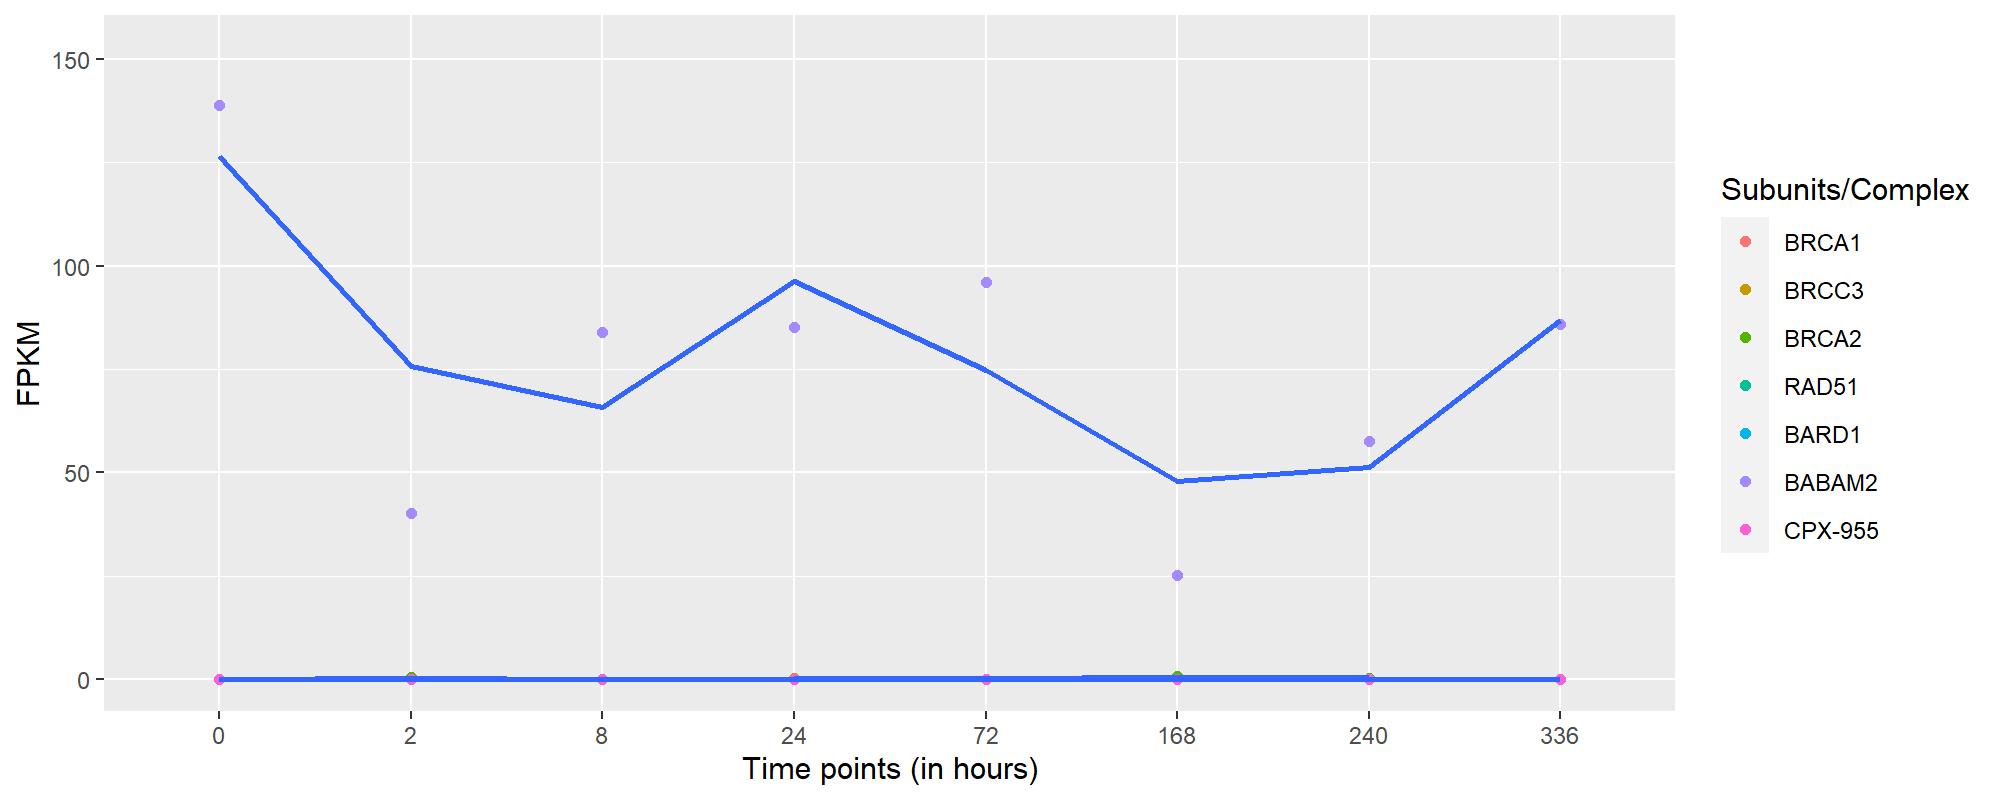 150
100
50
0
FPKM
0 2 8 24 72 168 240 336
Time points (in hours)
Subunits/Complex
BRCA1
BRCC3
BRCA2
RAD51
BARD1
BABAM2
CPX-955